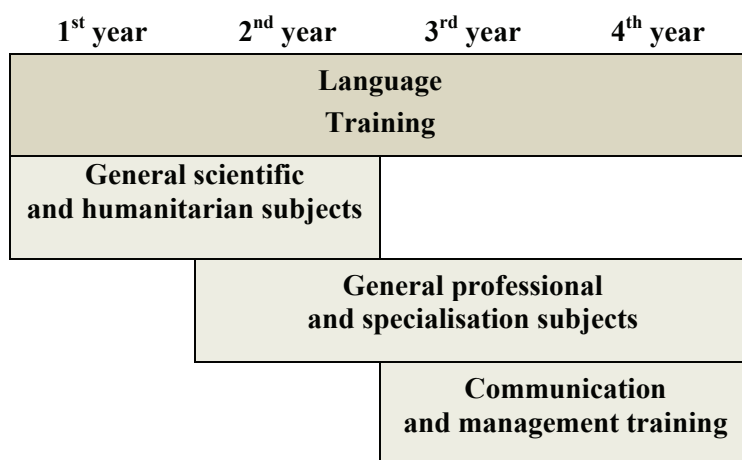 1st year 2nd year 3rd year 4th year
Language
Training
General scientific
and humanitarian subjects
General professional
and specialisation subjects
Communication
and management training